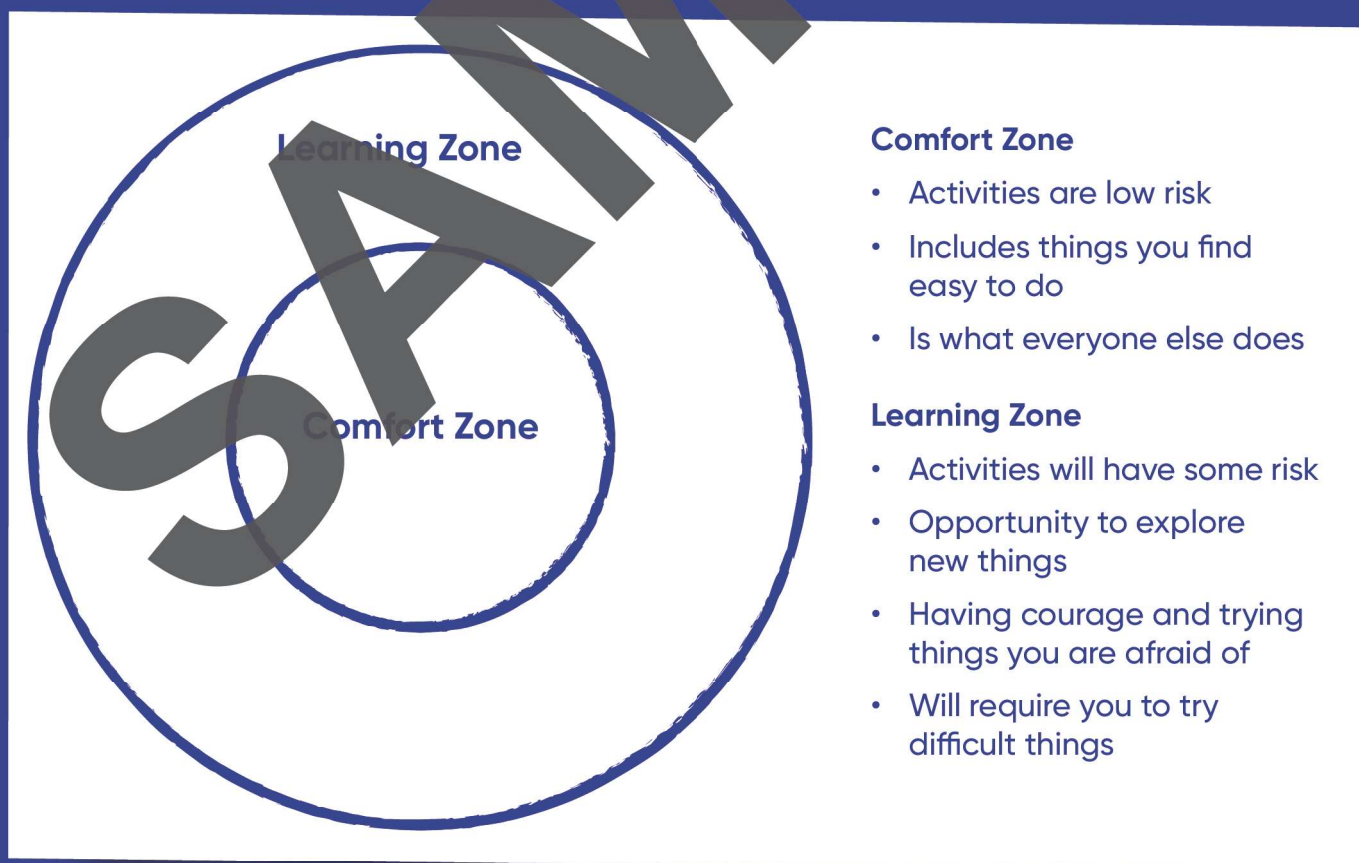 Learning Zone
Comfort Zone
SAM
Comfort Zone
• Activities are low risk
• Includes things you find
easy to do
• Is what everyone else does
Learning Zone
• Activities will have some risk
• Opportunity to explore
new things
• Having courage and trying
things you are afraid of
• Will require you to try
difficult things